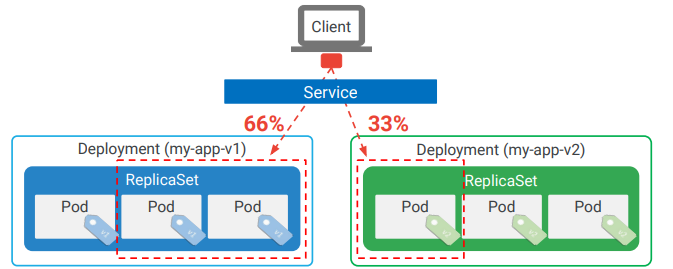 Client
Service
66% 33%
Deployment (my-app-v1) Deployment (my-app-v2)
ReplicaSet ReplicaSet
Pod Pod Pod Pod Pod Pod
v1 v1 v1 v2 v2 v2